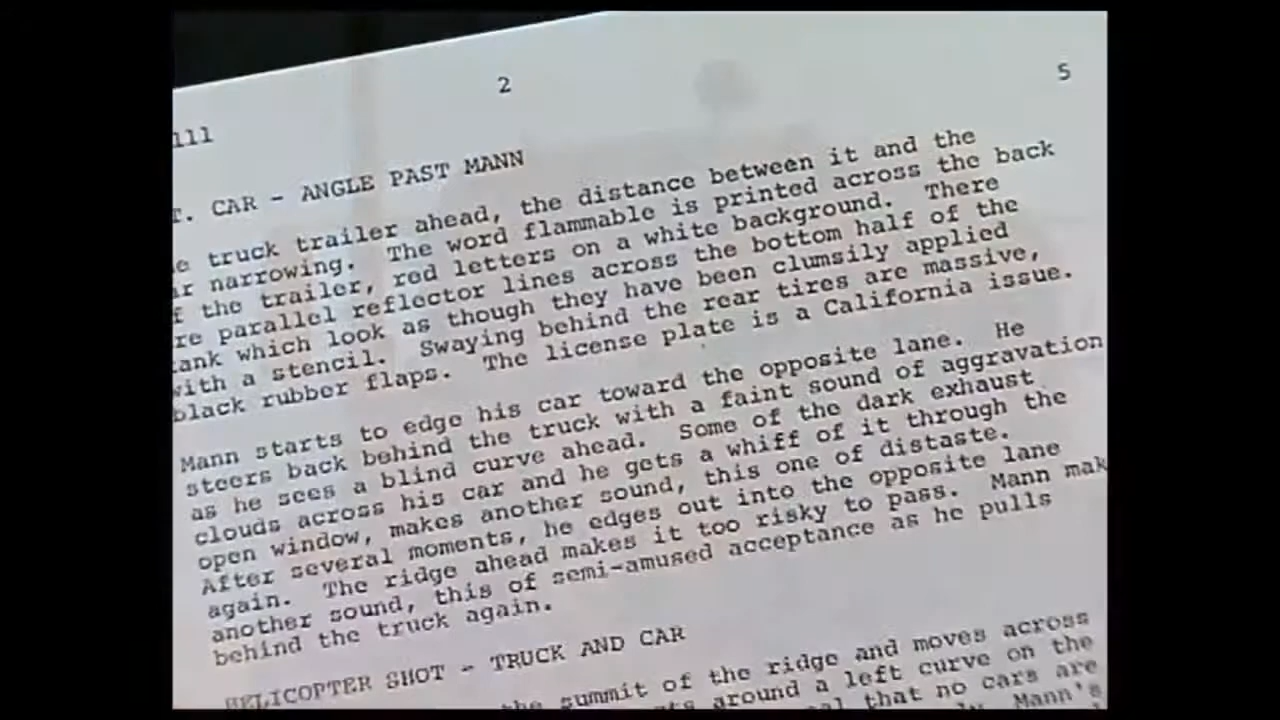 2 5
111
T. CAR - ANGLE PAST MANN
e truck trailer ahead, the distance between it and the
ar narrowing. The word flammable is printed across the back
f the trailer, red letters on a white background. There
re parallel reflector lines across the bottom half of the
tank which look as though they have been clumsily applied
with a stencil. Swaying behind the rear tires are massive,
black rubber flaps. The license plate is a California issue.
Mann starts to edge his car toward the opposite lane. He
steers back behind the truck with a faint sound of aggravation
as he sees a blind curve ahead. Some of the dark exhaust
clouds across his car and he gets a whiff of it through the
open window, makes another sound, this one of distaste.
After several moments, he edges out into the opposite lane
again. The ridge ahead makes it too risky to pass. Mann mak
another sound, this of semi-amused acceptance as he pulls
behind the truck again.
HELICOPTER SHOT - TRUCK AND CAR
the summit of the ridge and moves across
around a left curve on the
that no cars are
Mann's